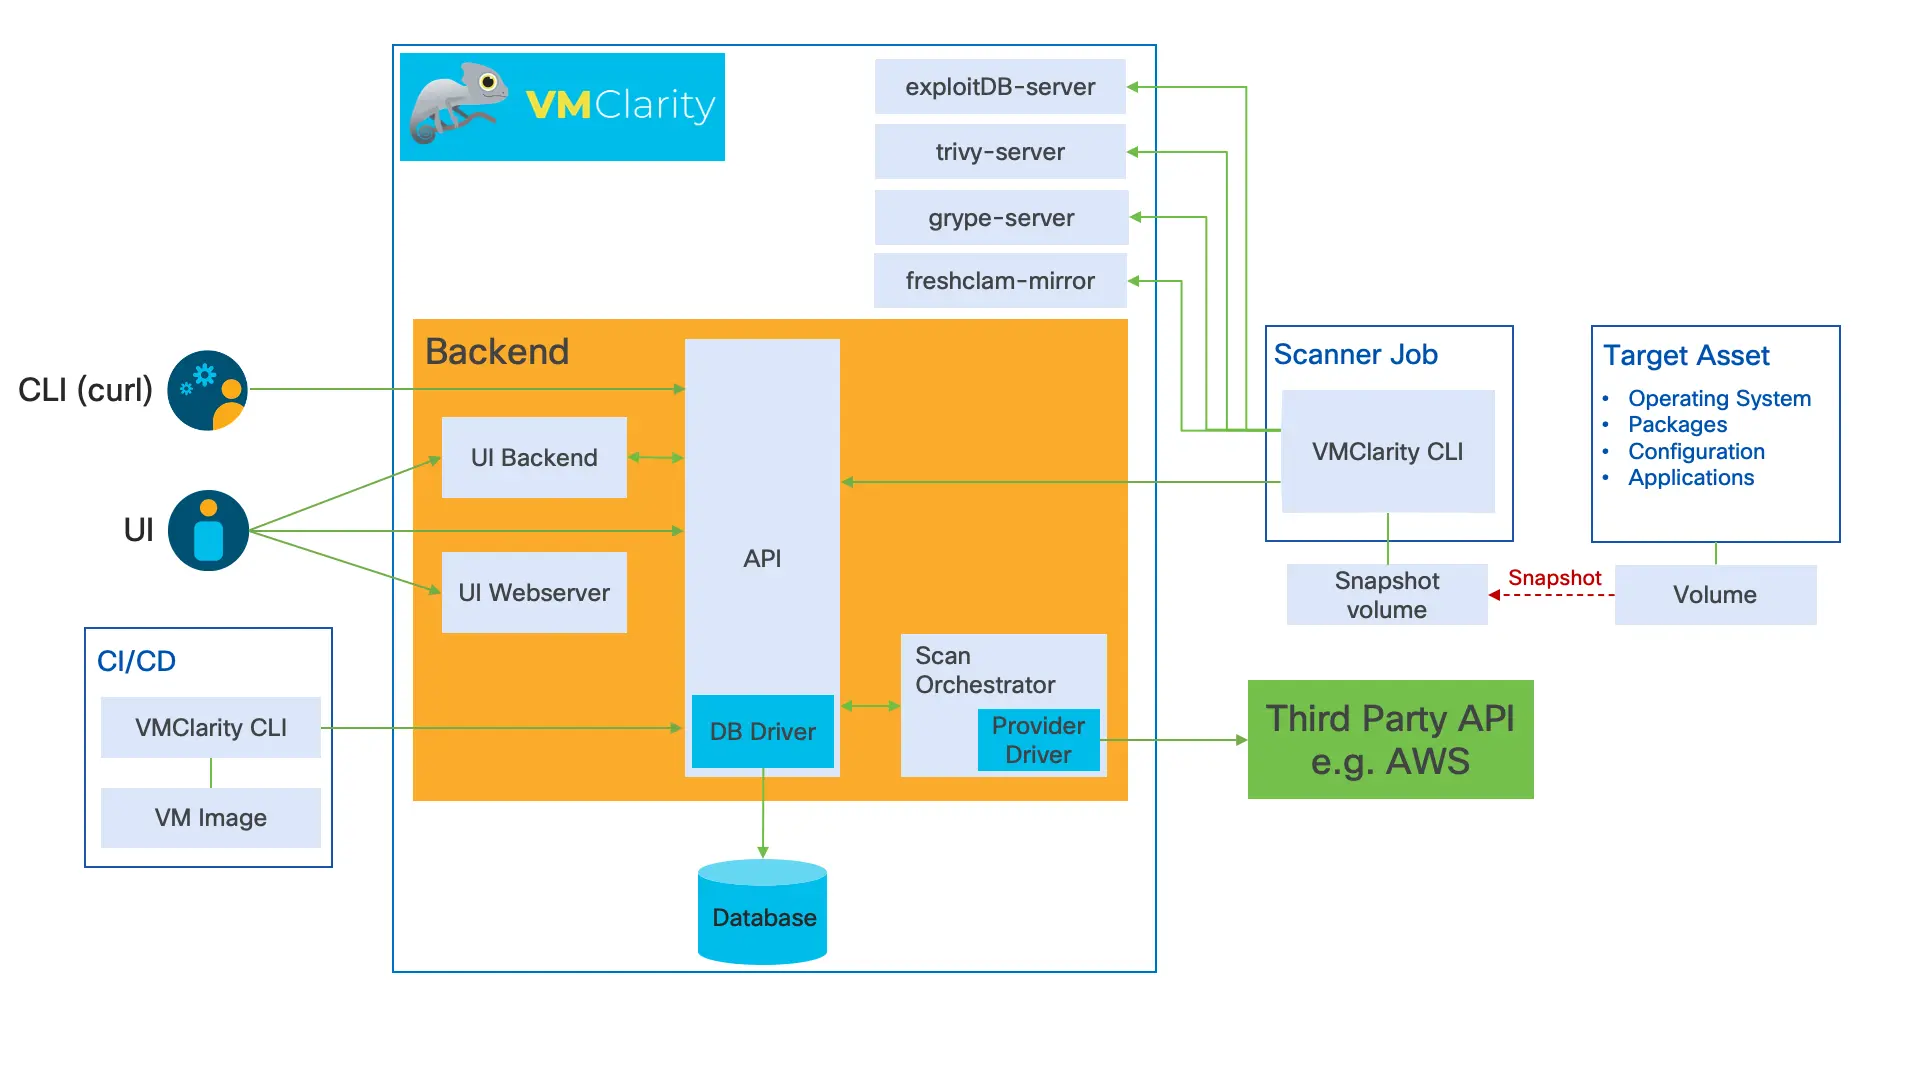 VMClarity
exploitDB-server
trivy-server
grype-server
freshclam-mirror
Backend
CLI (curl)
UI Backend
UI
UI Webserver
API
DB Driver
Scan
Orchestrator
Provider
Driver
Database
CI/CD
VMClarity CLI
VM Image
Scanner Job
VMClarity CLI
Snapshot
volume
Snapshot
Target Asset
• Operating System
• Packages
• Configuration
• Applications
Volume
Third Party API
e.g. AWS